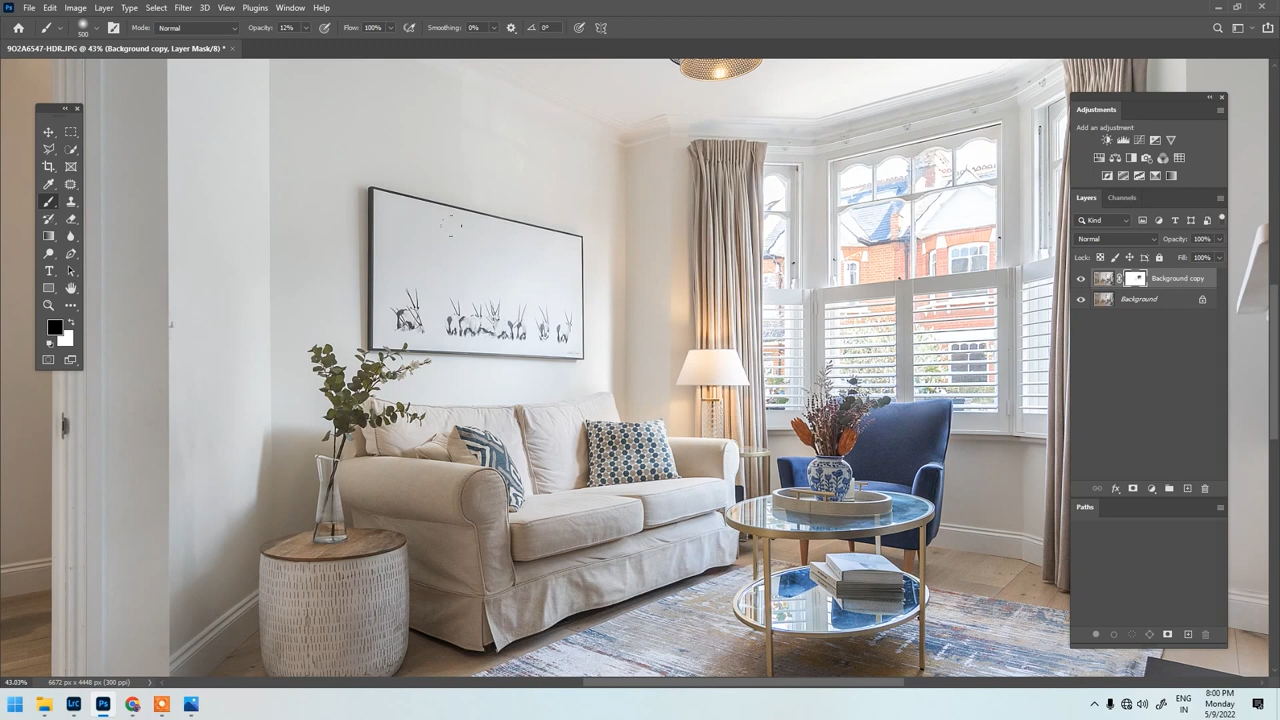 File Edit Image Layer Type Select Filter 3D View Plugins Window Help
500 Mode: Normal Opacity: 12% Flow: 100% Smoothing: 0% 0°
902A6547-HDR.JPG @ 43% (Background copy, Layer Mask/8) *
Adjustments
Add an adjustment
Layers Channels
Kind
Normal Opacity: 100%
Lock: Fill: 100%
Background copy
Background
Paths
43.03% 6672 px x 4448 px (300 ppi)
Lrc Ps
ENG
IN
8:00 PM
Monday
5/9/2022